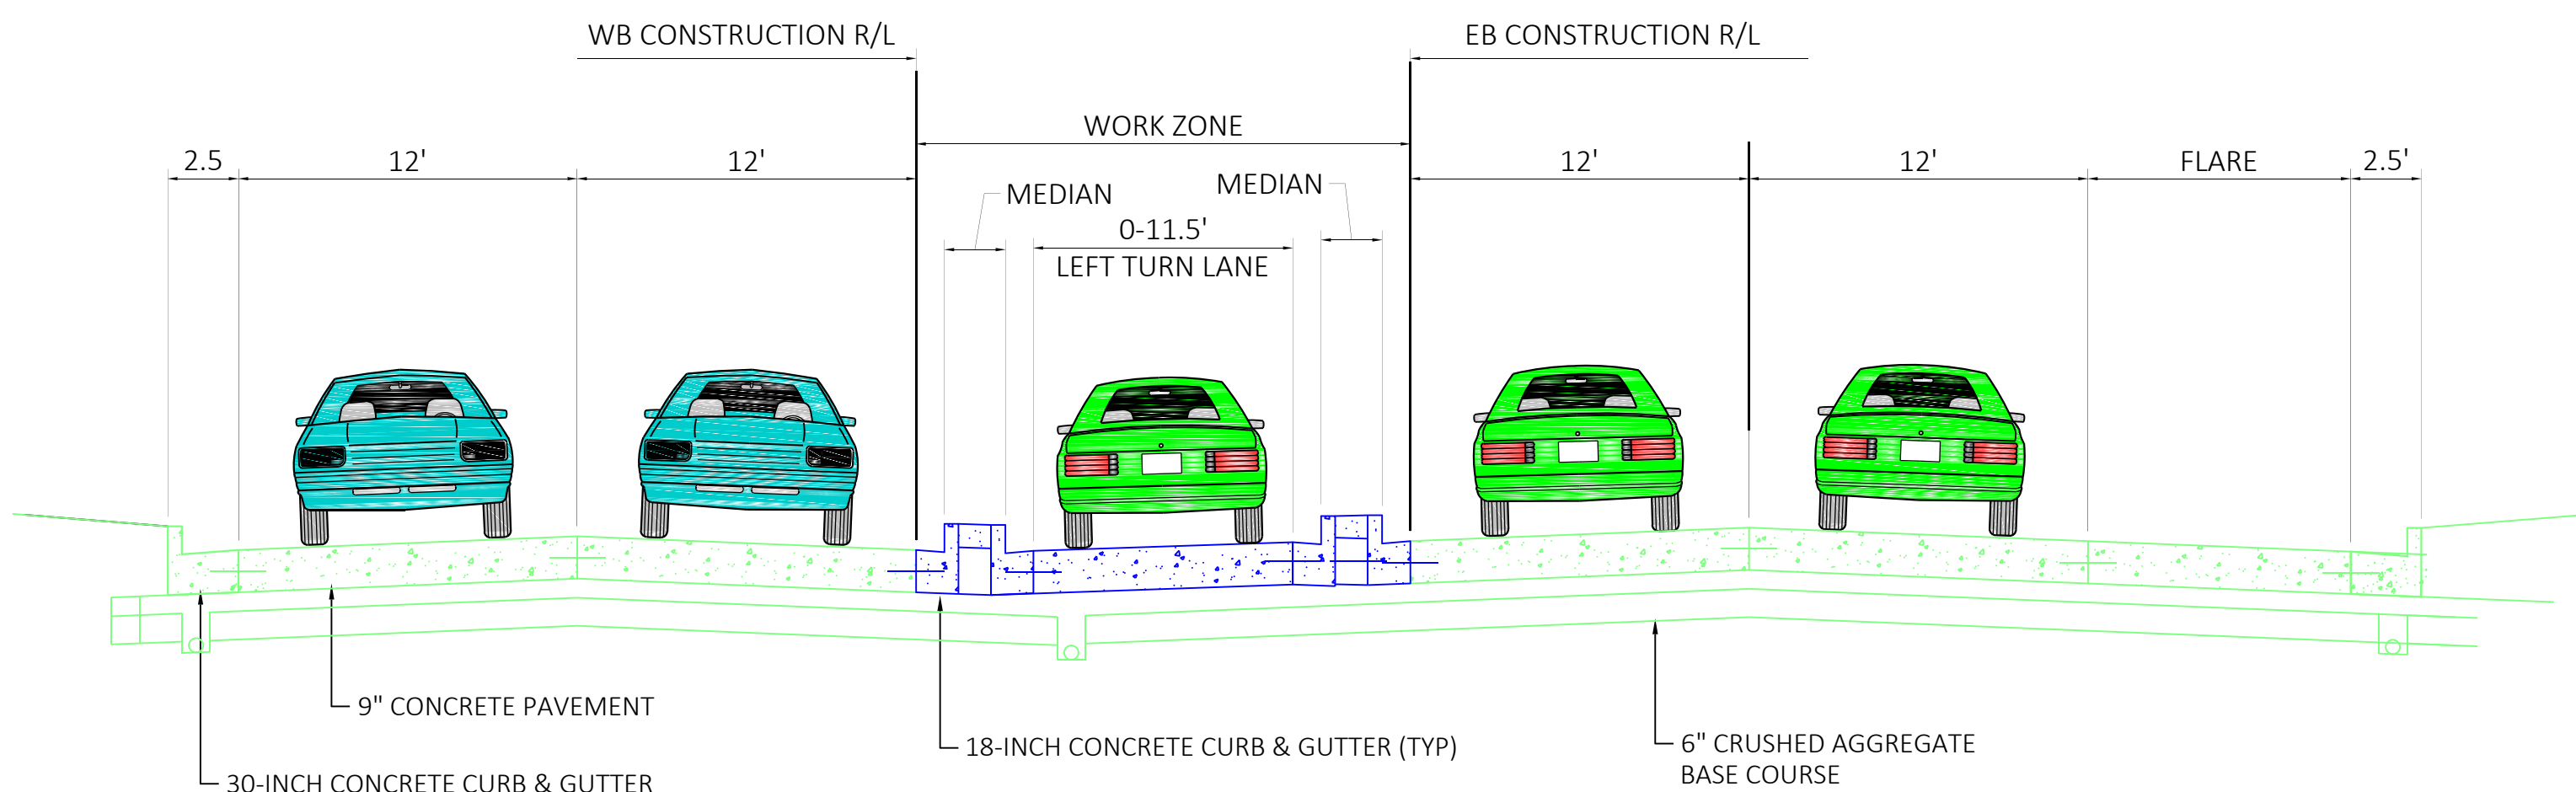 WB CONSTRUCTION R/L
EB CONSTRUCTION R/L
WORK ZONE
2.5
12'
12'
12'
12'
FLARE
2.5'
MEDIAN
MEDIAN
0-11.5'
LEFT TURN LANE
9" CONCRETE PAVEMENT
18-INCH CONCRETE CURB & GUTTER (TYP)
6" CRUSHED AGGREGATE
BASE COURSE
30-INCH CONCRETE CURB & GUTTER